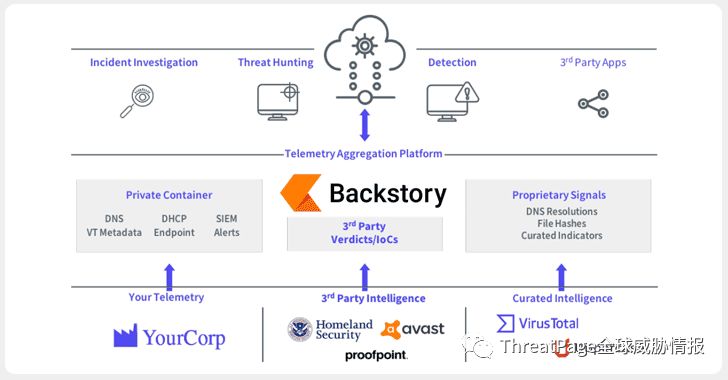 Incident Investigation
Threat Hunting
Detection
3rd Party Apps
Telemetry Aggregation Platform
Private Container
DNS
DHCP
SIEM
VT Metadata
Endpoint
Alerts
Backstory
3rd Party
Verdicts/IoCs
Proprietary Signals
DNS Resolutions
File Hashes
Curated Indicators
Your Telemetry
3rd Party Intelligence
Curated Intelligence
YourCorp
Homeland
Security
avast
proofpoint.
VirusTotal
ThreatPage全球威胁情报